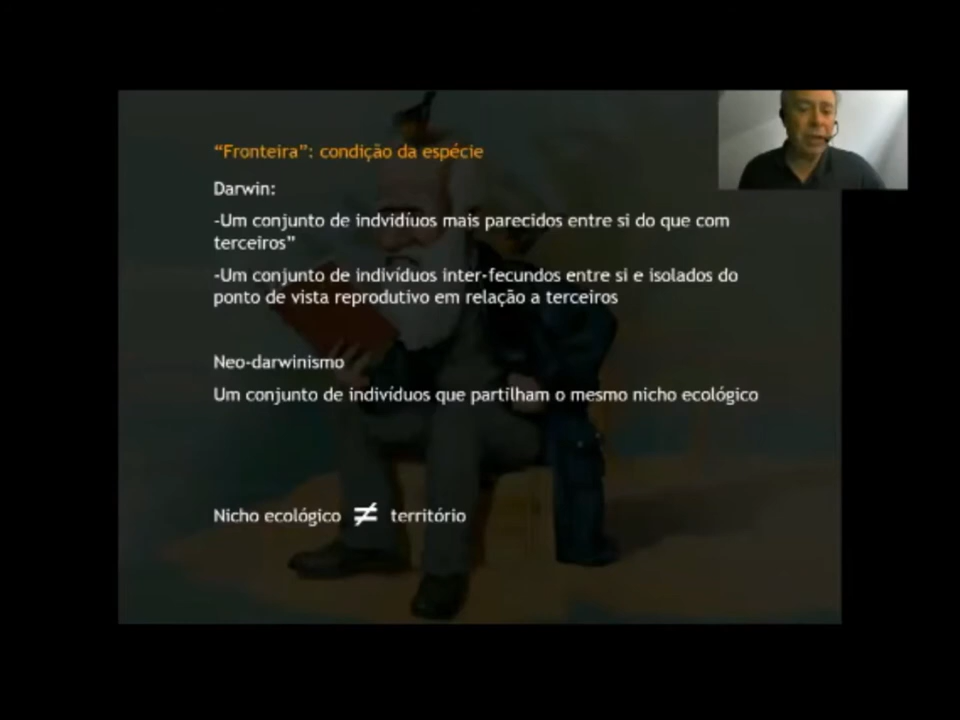 “Fronteira”: condição da espécie
Darwin:
-Um conjunto de indvidíuos mais parecidos entre si do que com
terceiros”
-Um conjunto de indivíduos inter-fecundos entre si e isolados do
ponto de vista reprodutivo em relação a terceiros
Neo-darwinismo
Um conjunto de indivíduos que partilham o mesmo nicho ecológico
Nicho ecológico ≠ território